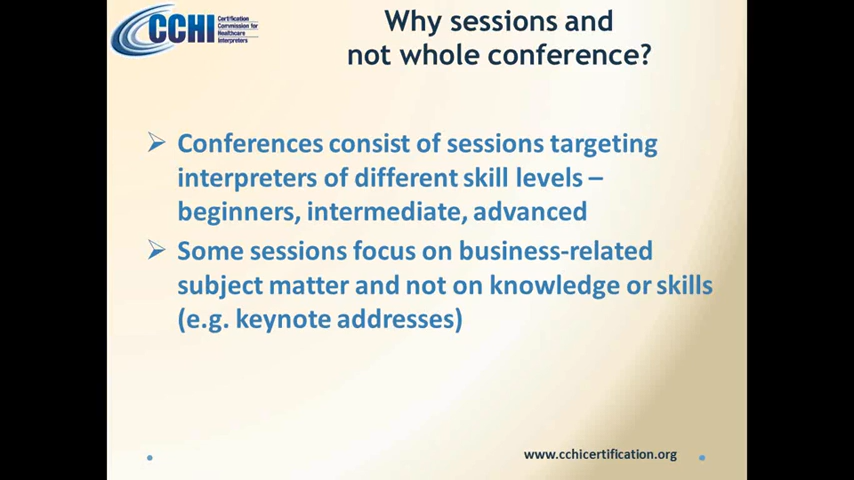 CCHI
Certification
Commission for
Healthcare
Interpreters
Why sessions and
not whole conference?
Conferences consist of sessions targeting
interpreters of different skill levels –
beginners, intermediate, advanced
Some sessions focus on business-related
subject matter and not on knowledge or skills
(e.g. keynote addresses)
www.cchicertification.org